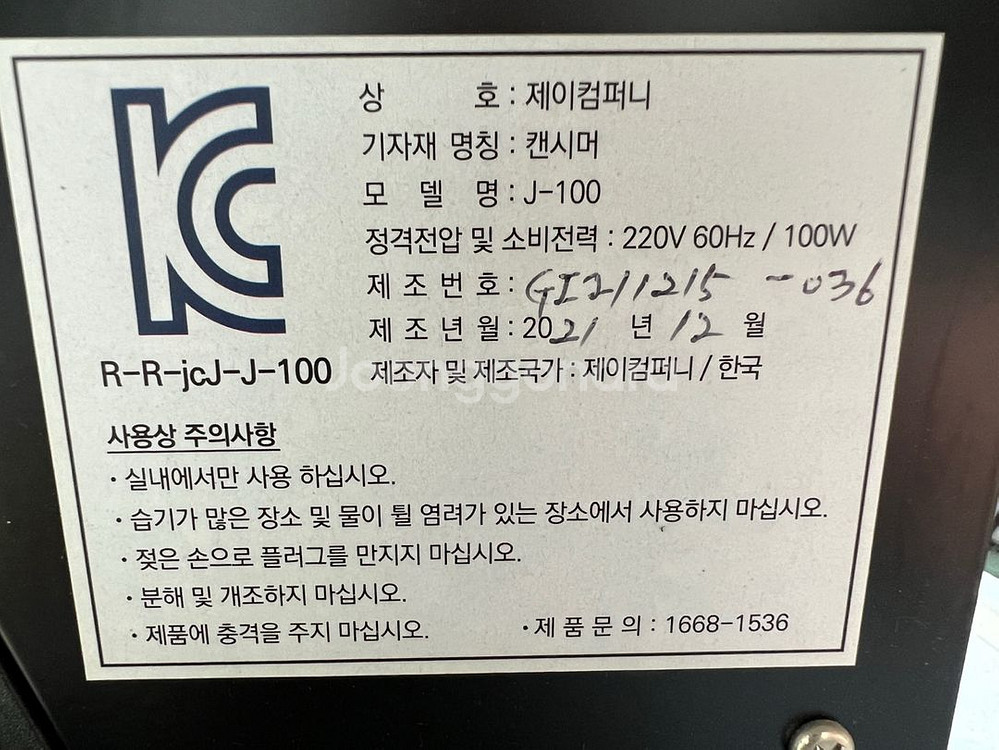 KC
상 호 : 제이컴퍼니
기자재 명칭 : 캔시머
모 델 명 : J-100
정격전압 및 소비전력 : 220V 60Hz / 100W
제 조 번 호 : GI211215 - 036
제 조 년 월 : 2021 년 12 월
R-R-jcJ-J-100
제조자 및 제조국가 : 제이컴퍼니 / 한국
사용상 주의사항
· 실내에서만 사용 하십시오.
· 습기가 많은 장소 및 물이 튈 염려가 있는 장소에서 사용하지 마십시오.
· 젖은 손으로 플러그를 만지지 마십시오.
· 분해 및 개조하지 마십시오.
· 제품에 충격을 주지 마십시오.
· 제 품 문 의 : 1668-1536